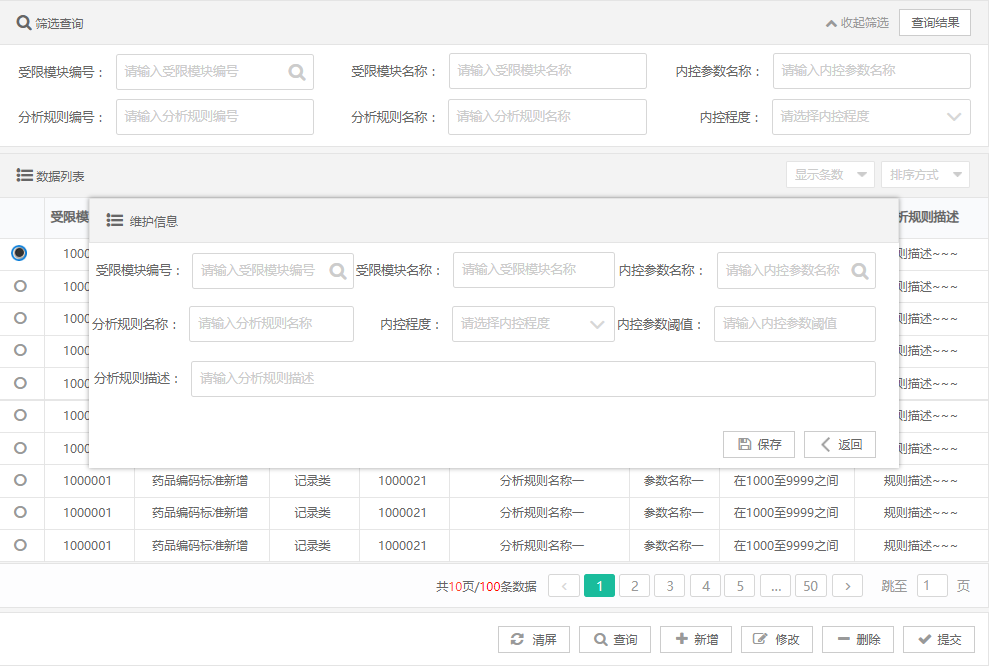 筛选查询 收起筛选 查询结果
受限模块编号： 请输入受限模块编号 受限模块名称： 请输入受限模块名称 内控参数名称： 请输入内控参数名称
分析规则编号： 请输入分析规则编号 分析规则名称： 请输入分析规则名称 内控程度： 请选择内控程度
数据列表 显示条数 排序方式
受限模 析规则描述
维护信息
1000 则描述~~~
受限模块编号： 请输入受限模块编号 受限模块名称： 请输入受限模块名称 内控参数名称： 请输入内控参数名称
1000 则描述~~~
1000 则描述~~~
分析规则名称： 请输入分析规则名称 内控程度： 请选择内控程度 内控参数阈值： 请输入内控参数阈值
1000 则描述~~~
1000 则描述~~~
分析规则描述： 请输入分析规则描述
1000 则描述~~~
1000 则描述~~~
保存 返回
1000001 药品编码标准新增 记录类 1000021 分析规则名称一 参数名称一 在1000至9999之间 规则描述~~~
1000001 药品编码标准新增 记录类 1000021 分析规则名称一 参数名称一 在1000至9999之间 规则描述~~~
1000001 药品编码标准新增 记录类 1000021 分析规则名称一 参数名称一 在1000至9999之间 规则描述~~~
共10页/100条数据 < 1 2 3 4 5 ... 50 > 跳至 1 页
清屏 查询 新增 修改 删除 提交